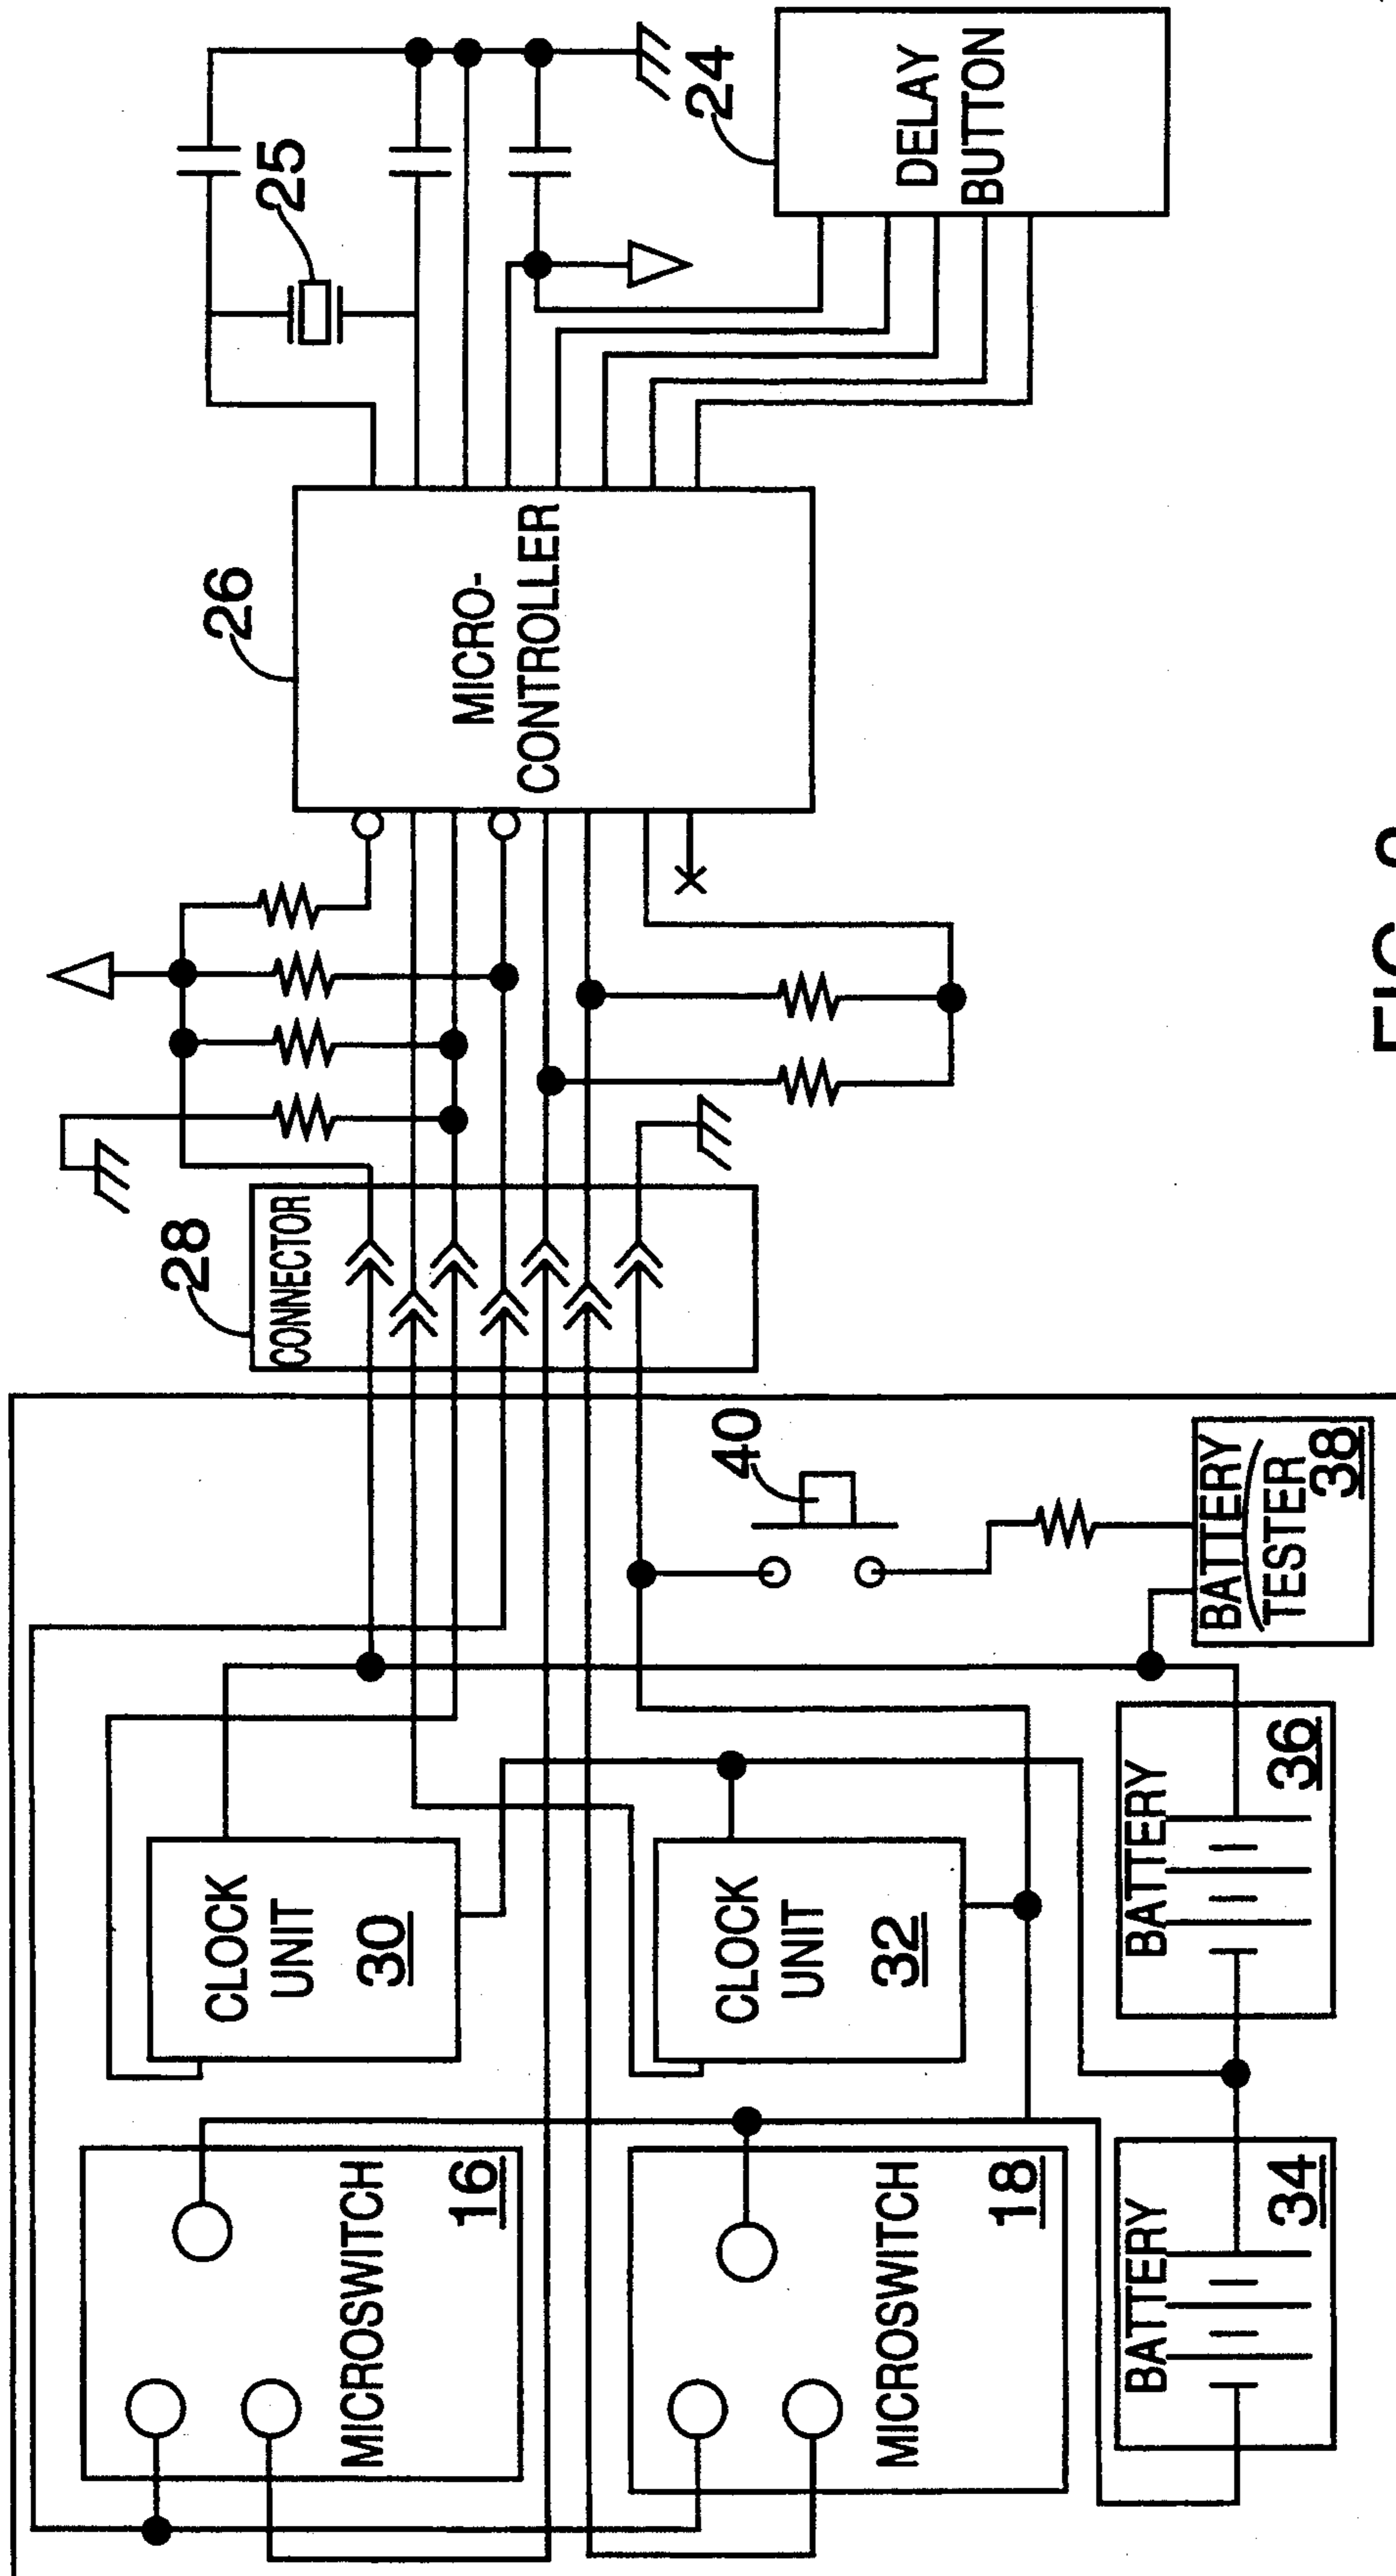 MICROSWITCH
16
CLOCK
UNIT
30
28
CONNECTOR
26
MICRO-
CONTROLLER
25
24
DELAY
BUTTON
MICROSWITCH
18
CLOCK
UNIT
32
40
BATTERY
34
BATTERY
36
BATTERY
TESTER
38
FIG